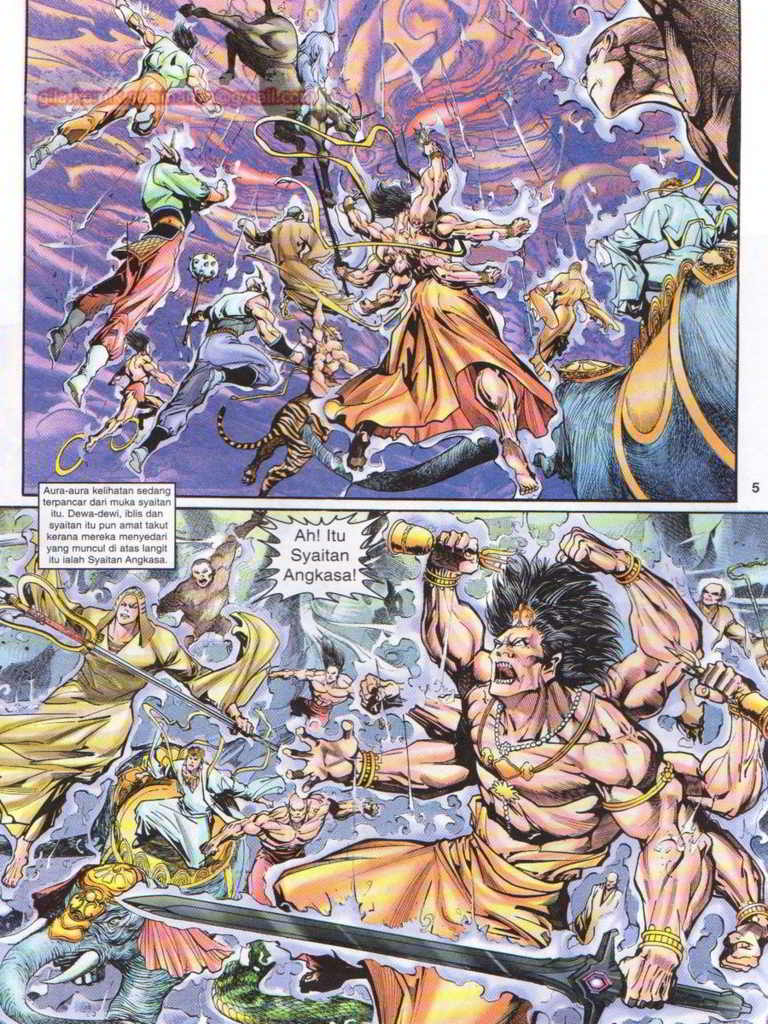 5
Aura-aura kelihatan sedang
terpancar dari muka syaitan
itu. Dewa-dewi, iblis dan
syaitan itu pun amat takut
kerana mereka menyedari
yang muncul di atas langit
itu ialah Syaitan Angkasa.
Ah! Itu
Syaitan
Angkasa!